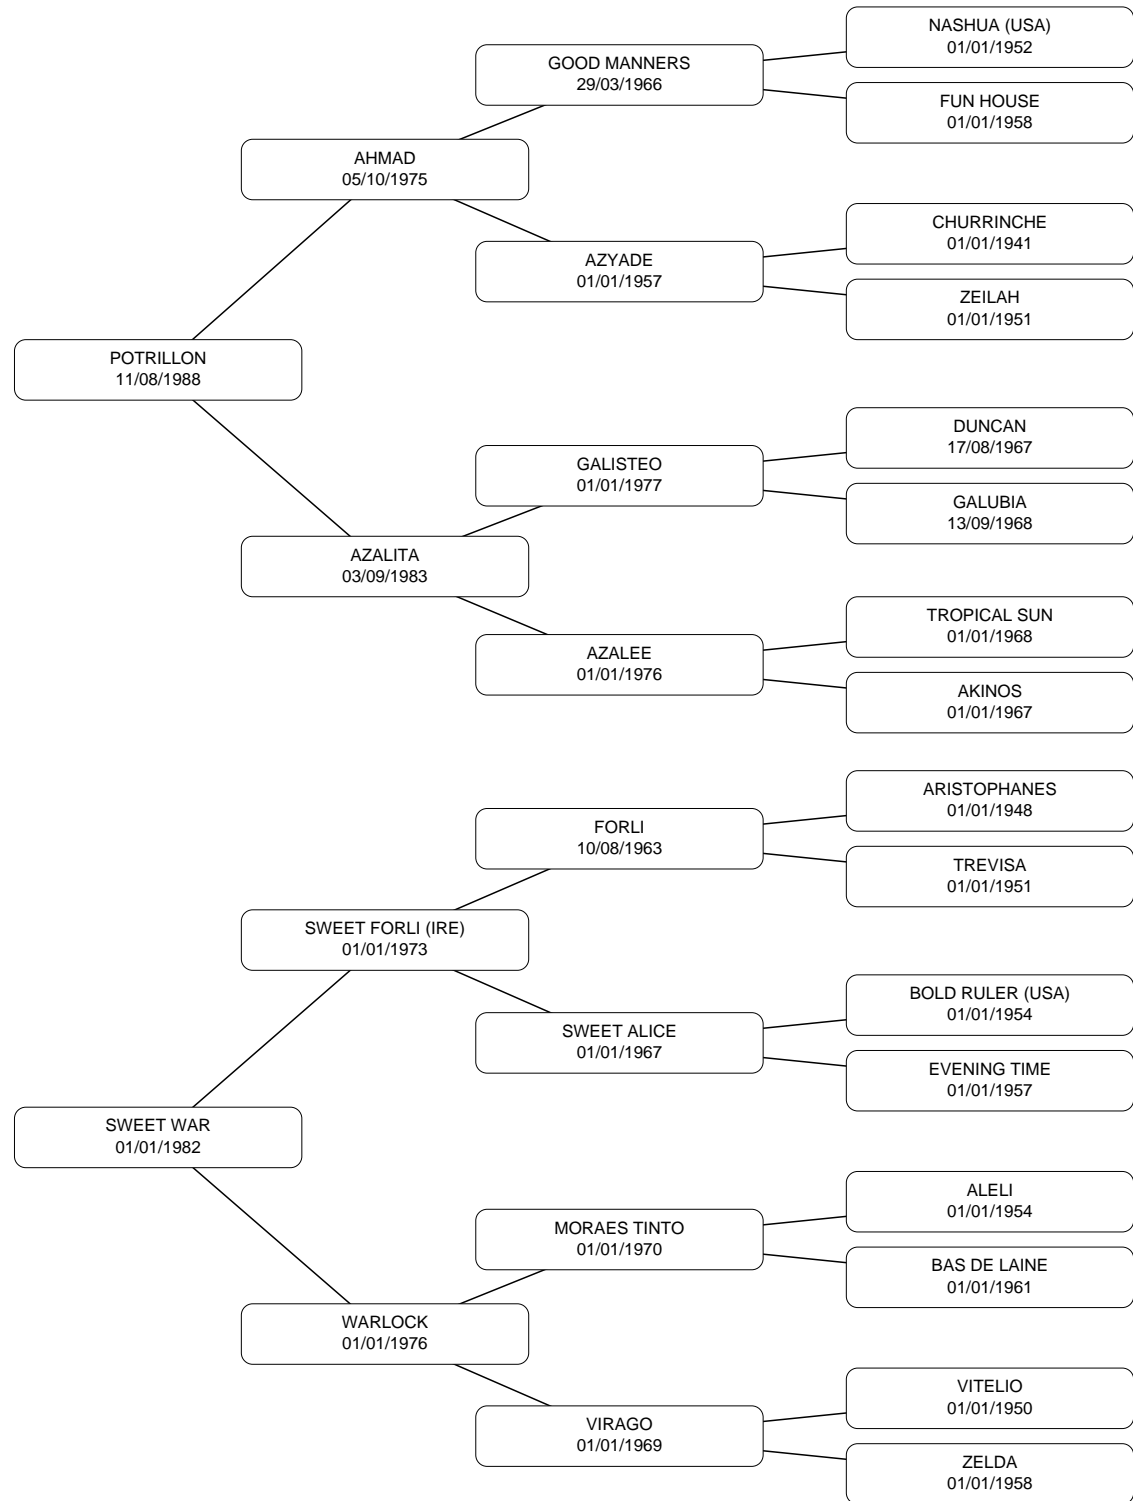 NASHUA (USA)
01/01/1952
GOOD MANNERS
29/03/1966
FUN HOUSE
01/01/1958
AHMAD
05/10/1975
CHURRINCHE
01/01/1941
AZYADE
01/01/1957
ZEILAH
01/01/1951
POTRILLON
11/08/1988
DUNCAN
17/08/1967
GALISTEO
01/01/1977
GALUBIA
13/09/1968
AZALITA
03/09/1983
TROPICAL SUN
01/01/1968
AZALEE
01/01/1976
AKINOS
01/01/1967
ARISTOPHANES
01/01/1948
FORLI
10/08/1963
TREVISA
01/01/1951
SWEET FORLI (IRE)
01/01/1973
BOLD RULER (USA)
01/01/1954
SWEET ALICE
01/01/1967
EVENING TIME
01/01/1957
SWEET WAR
01/01/1982
ALELI
01/01/1954
MORAES TINTO
01/01/1970
BAS DE LAINE
01/01/1961
WARLOCK
01/01/1976
VITELIO
01/01/1950
VIRAGO
01/01/1969
ZELDA
01/01/1958